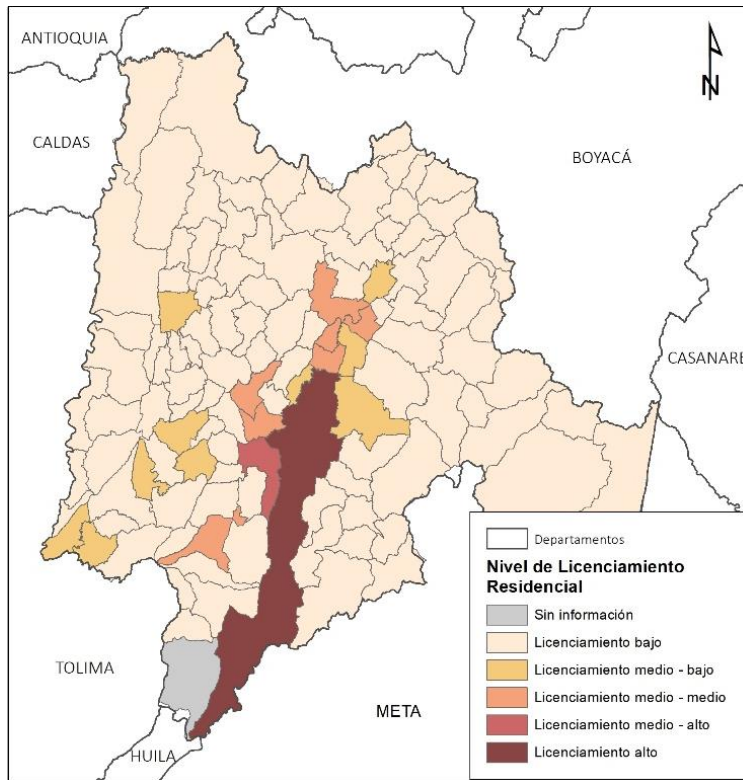 ANTIOQUIA
N
CALDAS
BOYACÁ
CASANARE
TOLIMA
META
HUILA
Departamentos
Nivel de Licenciamiento
Residencial
Sin información
Licenciamiento bajo
Licenciamiento medio - bajo
Licenciamiento medio - medio
Licenciamiento medio - alto
Licenciamiento alto